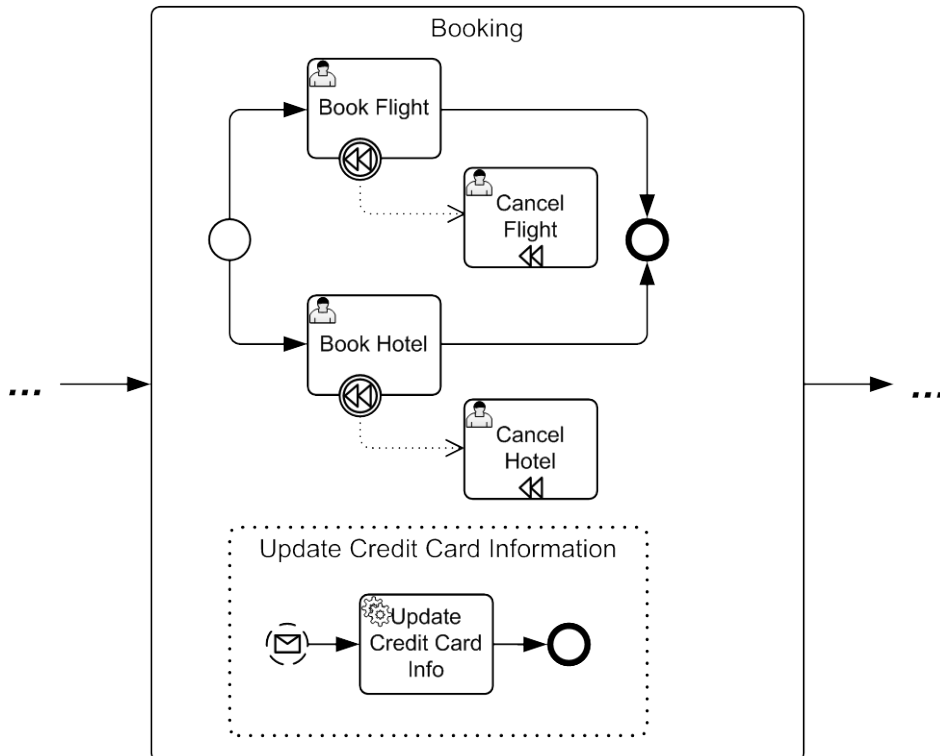 Booking
Book Flight
Cancel
Flight
Book Hotel
...
...
Cancel
Hotel
Update Credit Card Information
Update
Credit Card
Info